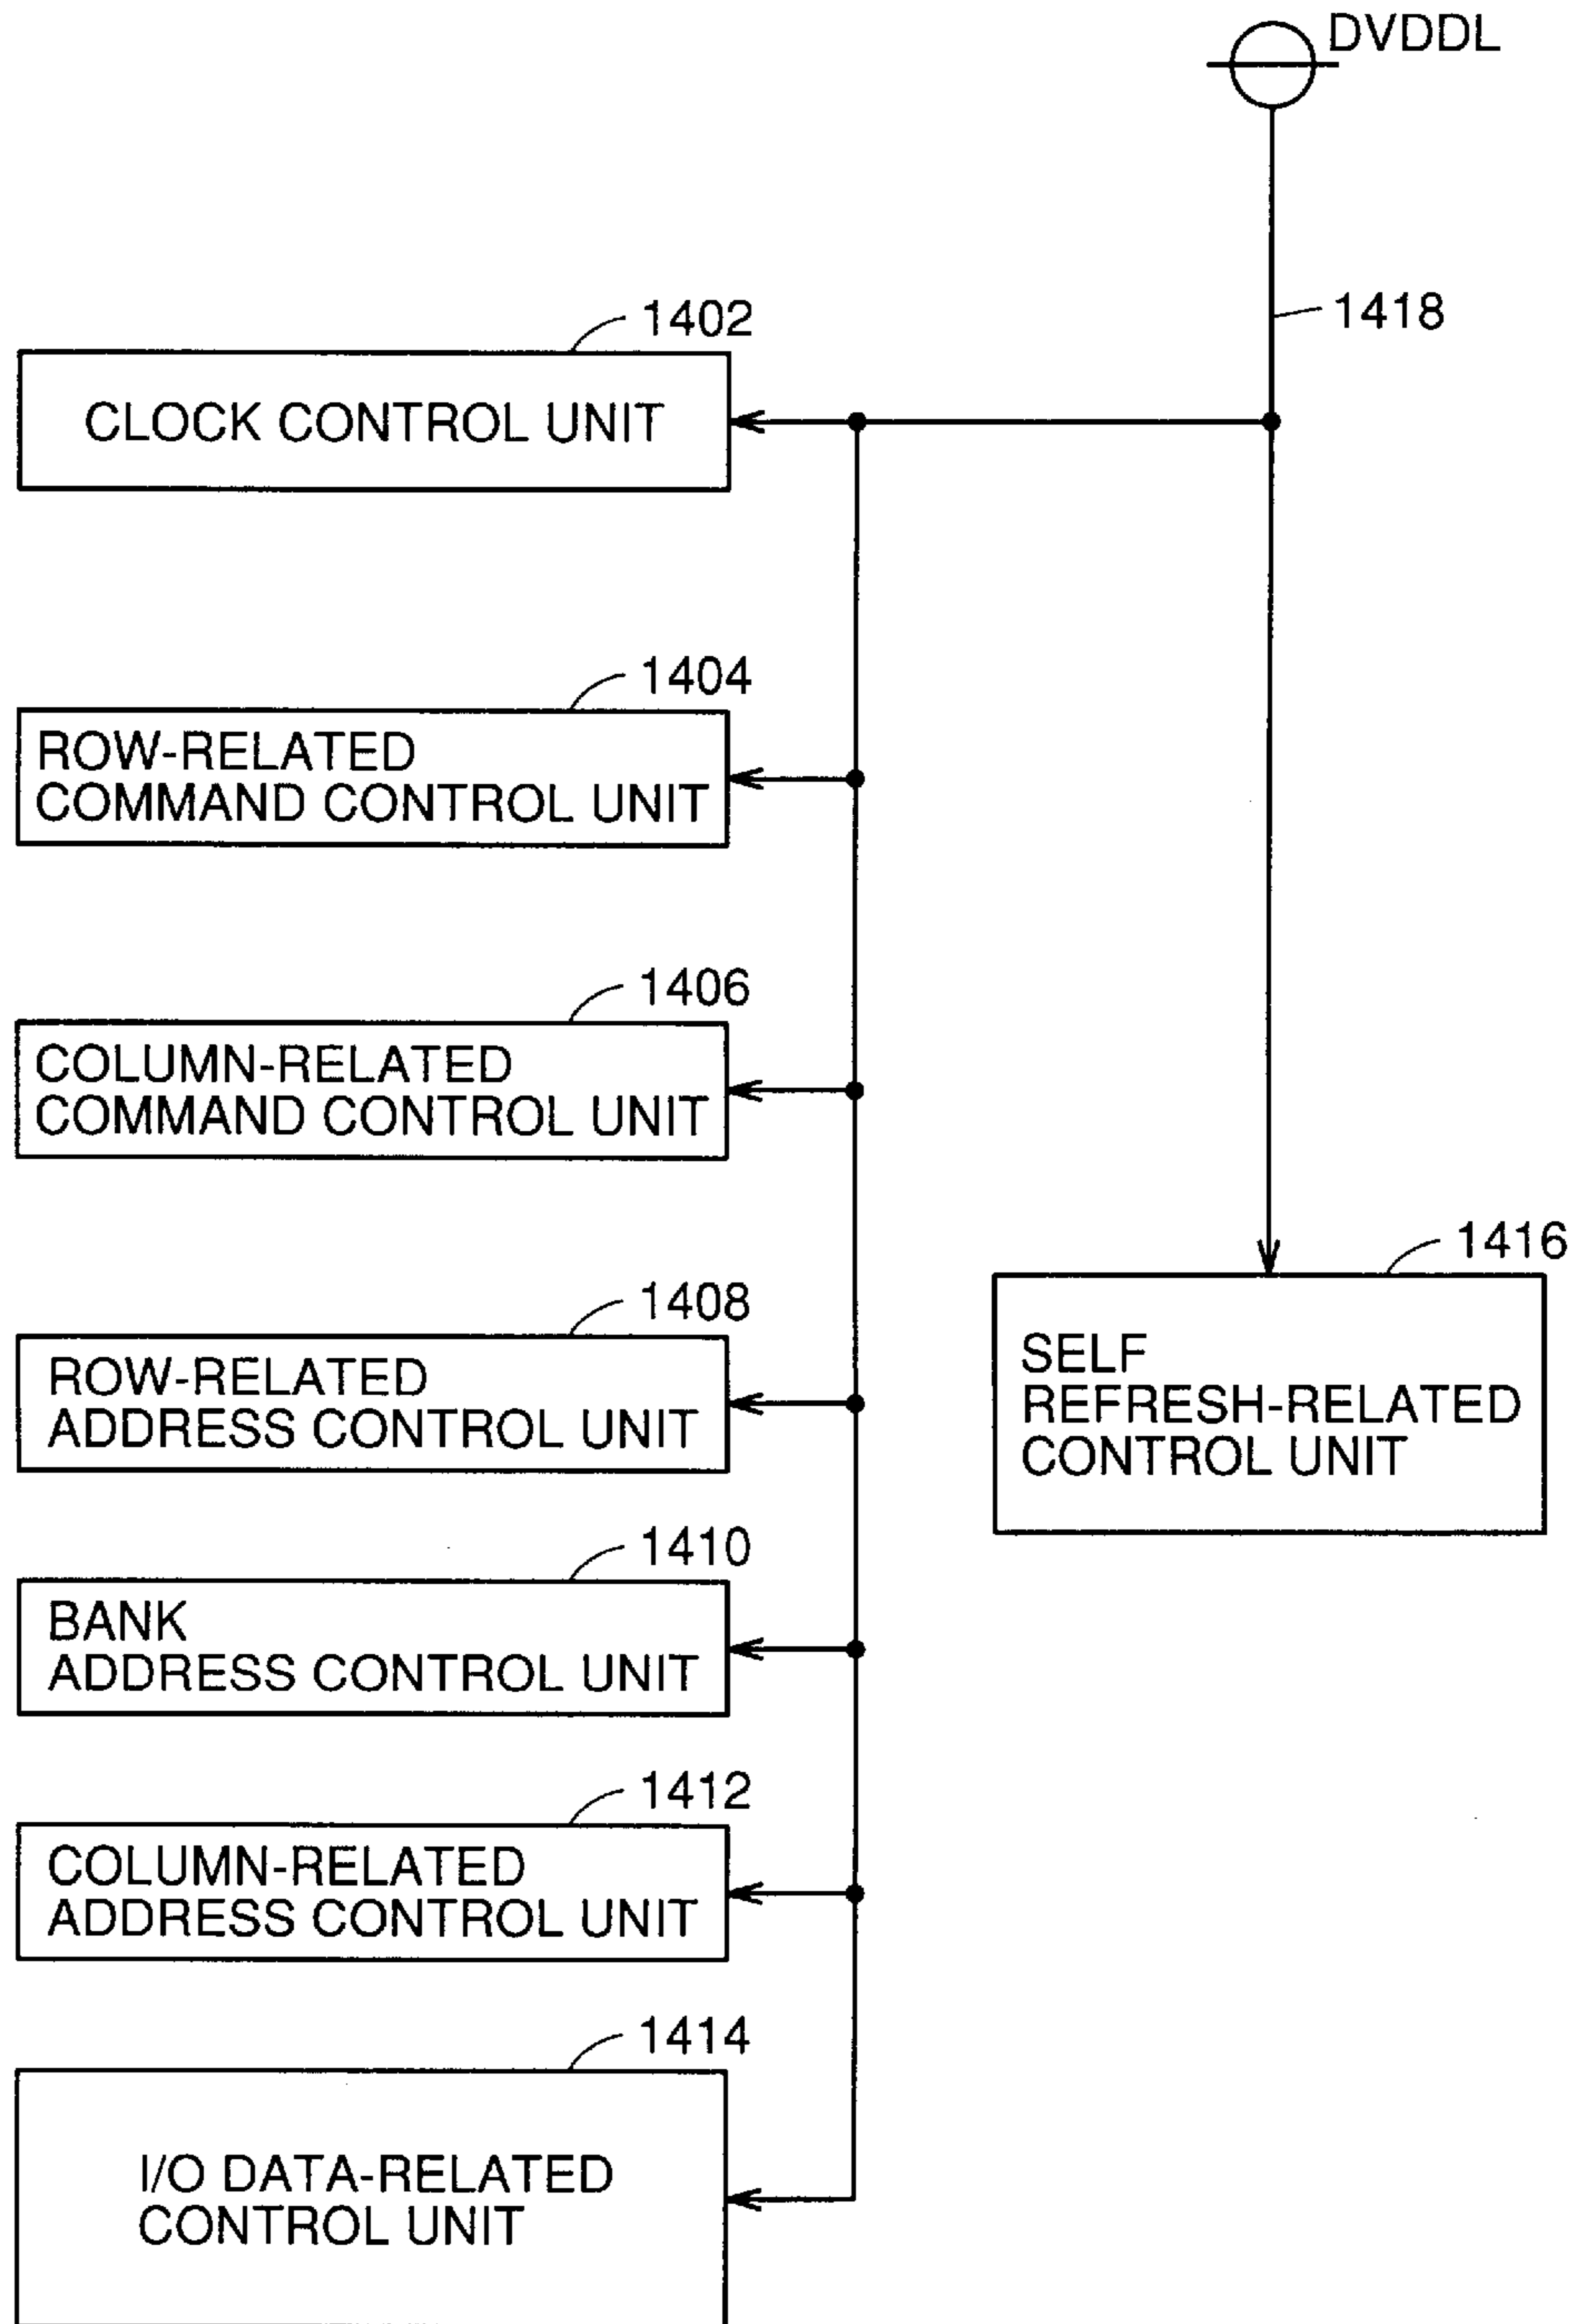 DVDDL
1418
1402
CLOCK CONTROL UNIT
1404
ROW-RELATED
COMMAND CONTROL UNIT
1406
COLUMN-RELATED
COMMAND CONTROL UNIT
1408
ROW-RELATED
ADDRESS CONTROL UNIT
1416
SELF
REFRESH-RELATED
CONTROL UNIT
1410
BANK
ADDRESS CONTROL UNIT
1412
COLUMN-RELATED
ADDRESS CONTROL UNIT
1414
I/O DATA-RELATED
CONTROL UNIT